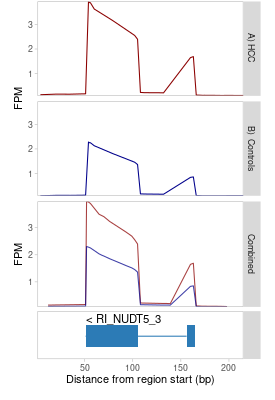 3
2
1
A) HCC
FPM
3
2
1
B) Controls
3
2
1
FPM
Combined
< RI_NUDT5_3
50 100 150 200
Distance from region start (bp)